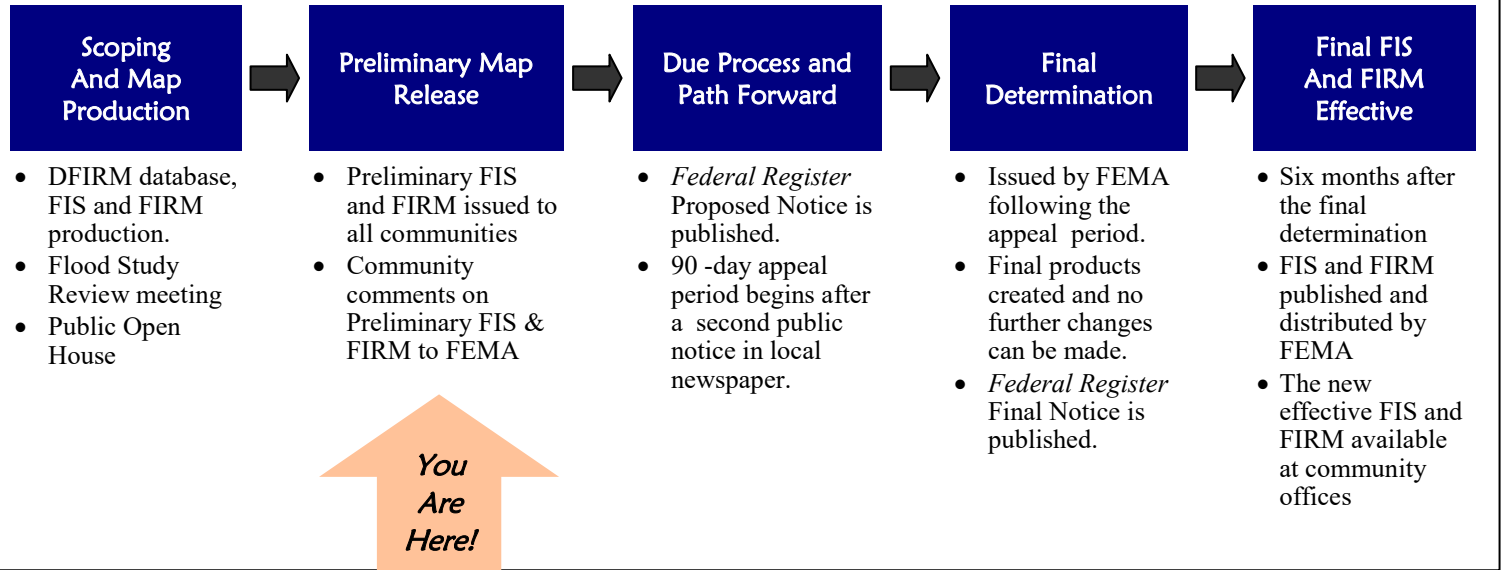 Scoping
And Map
Production
• DFIRM database,
FIS and FIRM
production.
• Flood Study
Review meeting
• Public Open
House
Preliminary Map
Release
• Preliminary FIS
and FIRM issued to
all communities
• Community
comments on
Preliminary FIS &
FIRM to FEMA
You
Are
Here!
Due Process and
Path Forward
• Federal Register
Proposed Notice is
published.
• 90 -day appeal
period begins after
a second public
notice in local
newspaper.
Final
Determination
• Issued by FEMA
following the
appeal period.
• Final products
created and no
further changes
can be made.
• Federal Register
Final Notice is
published.
Final FIS
And FIRM
Effective
• Six months after
the final
determination
• FIS and FIRM
published and
distributed by
FEMA
• The new
effective FIS and
FIRM available
at community
offices